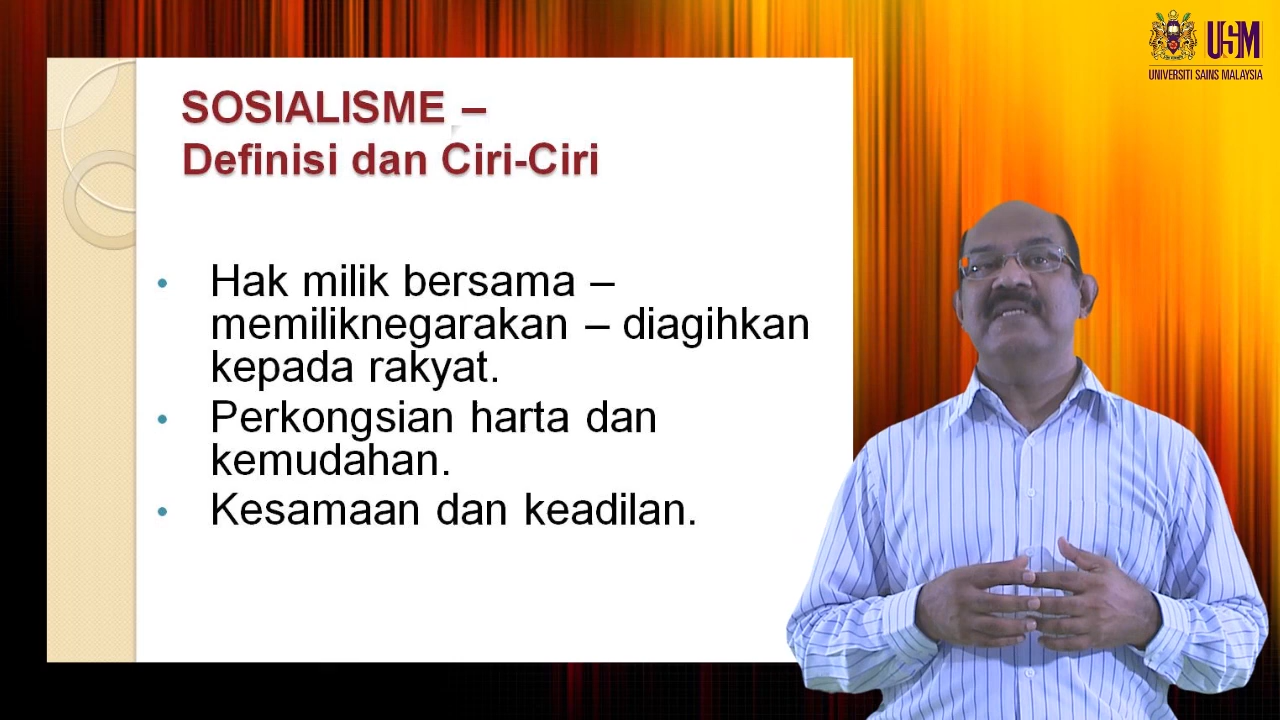 SOSIALISME –
Definisi dan Ciri-Ciri
• Hak milik bersama –
memiliknegarakan – diagihkan
kepada rakyat.
• Perkongsian harta dan
kemudahan.
• Kesamaan dan keadilan.
USM
UNIVERSITI SAINS MALAYSIA